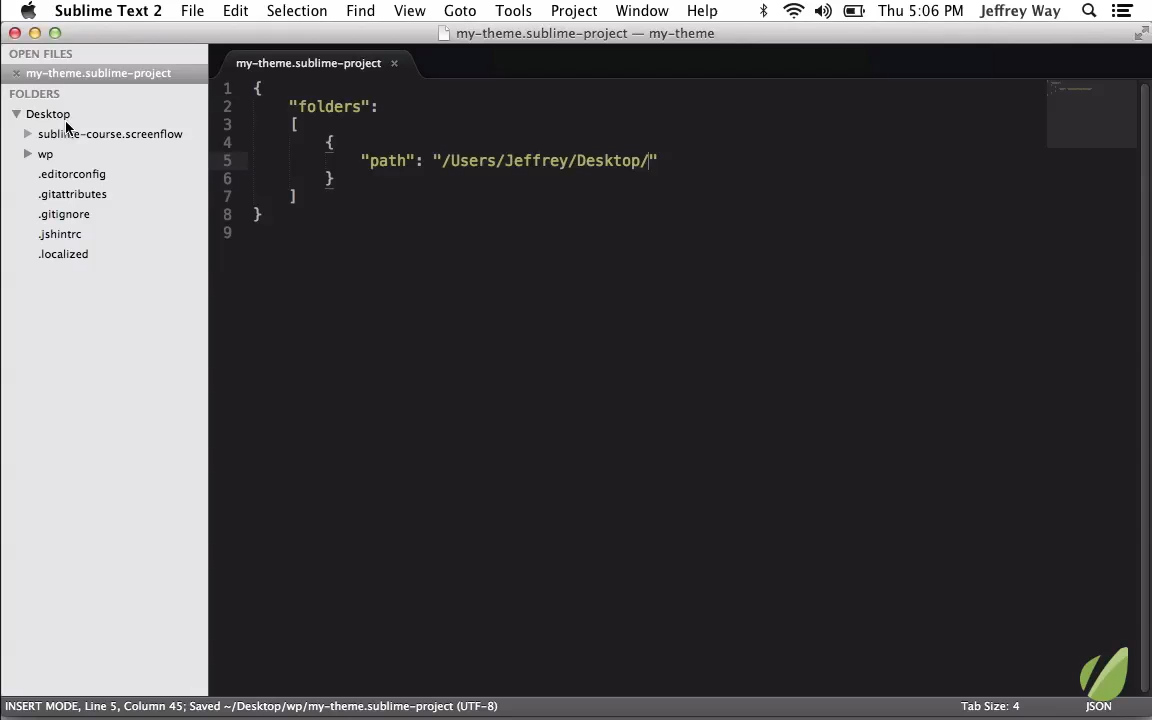 Sublime Text 2 File Edit Selection Find View Goto Tools Project Window Help Thu 5:06 PM Jeffrey Way
my-theme.sublime-project — my-theme
OPEN FILES
my-theme.sublime-project
FOLDERS
Desktop
sublime-course.screenflow
wp
.editorconfig
.gitattributes
.gitignore
.jshintrc
.localized
my-theme.sublime-project
1 {
2 "folders":
3 [
4 {
5 "path": "/Users/Jeffrey/Desktop/"
6 }
7 ]
8 }
9
INSERT MODE, Line 5, Column 45; Saved ~/Desktop/wp/my-theme.sublime-project (UTF-8) Tab Size: 4 JSON